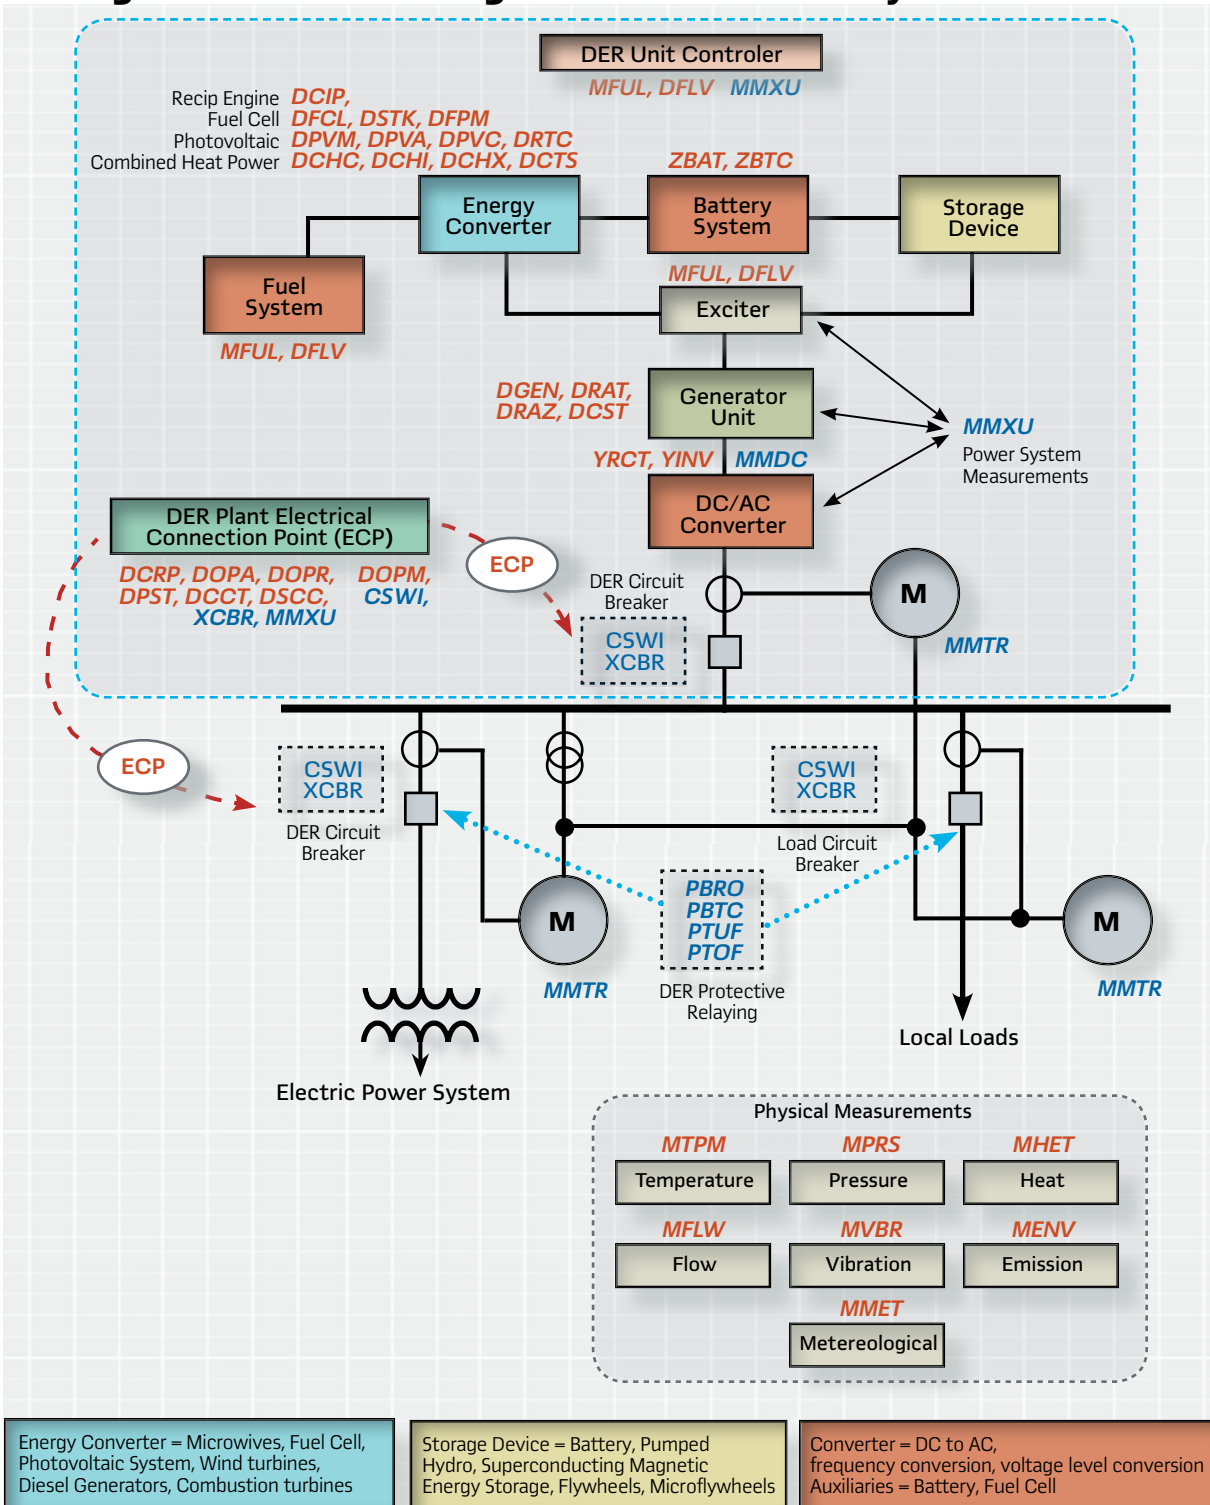 DER Unit Controler
MFUL, DFLV MMXU
Recip Engine DCIP,
Fuel Cell DFCL, DSTK, DFPM
Photovoltaic DPVM, DPVA, DPVC, DRTC
Combined Heat Power DCHC, DCHI, DCHX, DCTS
ZBAT, ZBTC
Energy
Converter
Battery
System
Storage
Device
Fuel
System
MFUL, DFLV
MFUL, DFLV
Exciter
DGEN, DRAT,
DRAZ, DCST
Generator
Unit
MMXU
Power System
Measurements
YRCT, YINV MMDC
DC/AC
Converter
DER Plant Electrical
Connection Point (ECP)
DCRP, DOPA, DOPR, DOPM,
DPST, DCCT, DSCC, CSWI,
XCBR, MMXU
ECP
DER Circuit
Breaker
CSWI
XCBR
M
MMTR
ECP
CSWI
XCBR
DER Circuit
Breaker
CSWI
XCBR
Load Circuit
Breaker
PBRO
PBTC
PTUF
PTOF
DER Protective
Relaying
M
MMTR
M
MMTR
Local Loads
Electric Power System
Physical Measurements
MTPM MPRS MHET
Temperature Pressure Heat
MFLW MVBR MENV
Flow Vibration Emission
MMET
Metereological
Energy Converter = Microwives, Fuel Cell,
Photovoltaic System, Wind turbines,
Diesel Generators, Combustion turbines
Storage Device = Battery, Pumped
Hydro, Superconducting Magnetic
Energy Storage, Flywheels, Microflywheels
Converter = DC to AC,
frequency conversion, voltage level conversion
Auxiliaries = Battery, Fuel Cell